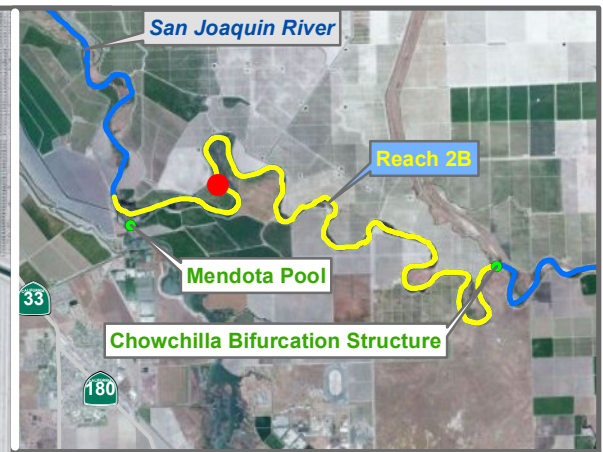 San Joaquin River
Reach 2B
Mendota Pool
33
Chowchilla Bifurcation Structure
180